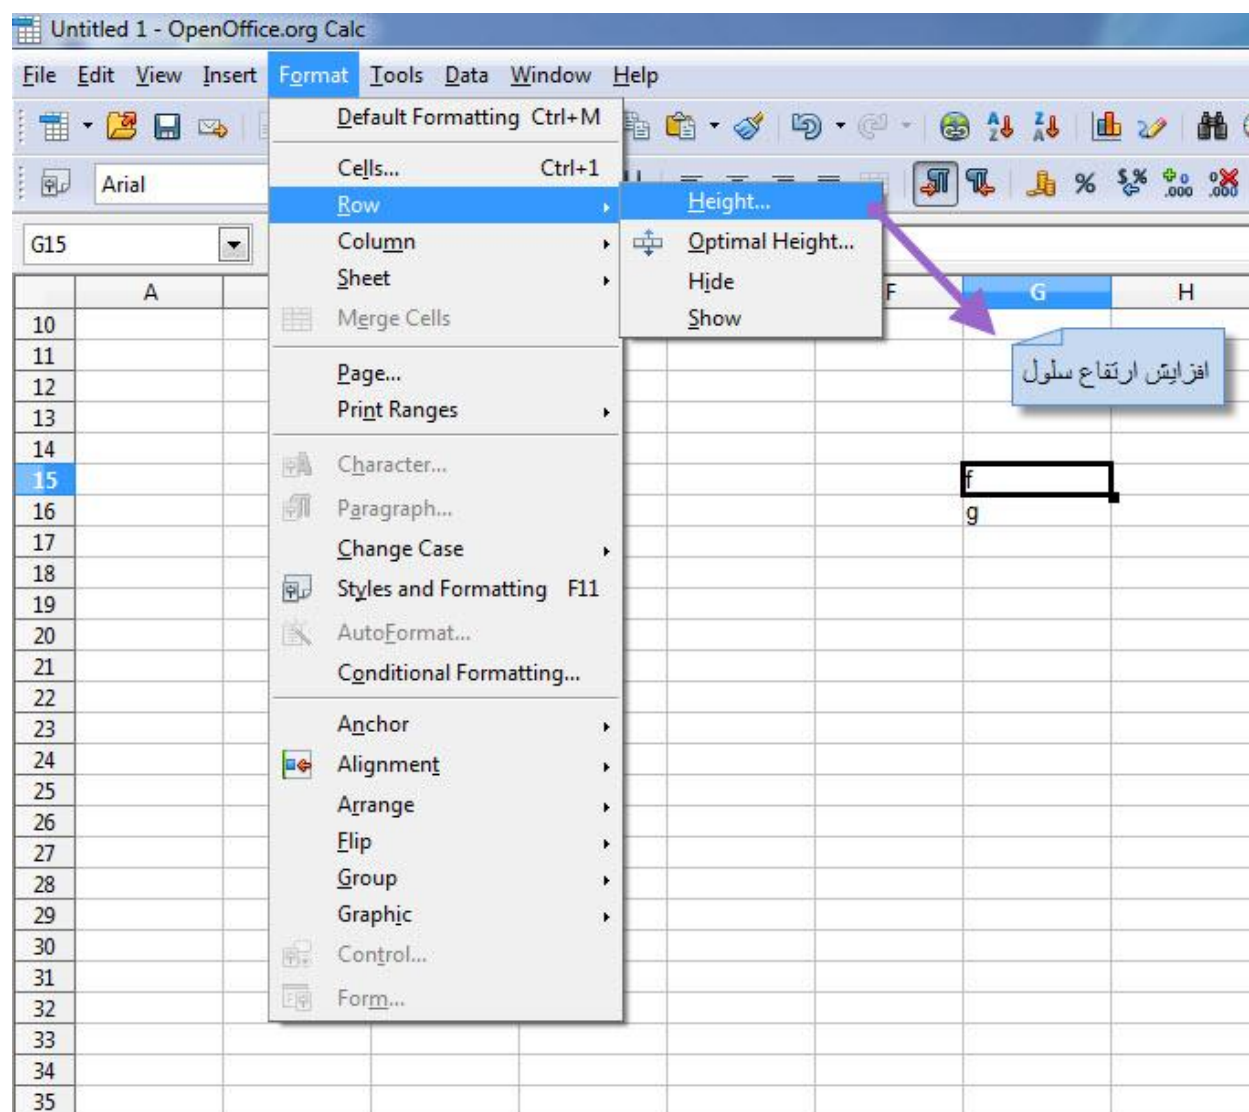 Untitled 1 - OpenOffice.org Calc
File Edit View Insert Format Tools Data Window Help
Default Formatting Ctrl+M
Cells... Ctrl+1
Arial
Row
Height...
G15
Column
Optimal Height...
Sheet
Hide
Merge Cells
Show
A F G H
افزایش ارتفاع سلول
Page...
Print Ranges
Character...
Paragraph...
Change Case
Styles and Formatting F11
AutoFormat...
Conditional Formatting...
Anchor
Alignment
Arrange
Flip
Group
Graphic
Control...
Form...
10
11
12
13
14
15 f
16 g
17
18
19
20
21
22
23
24
25
26
27
28
29
30
31
32
33
34
35